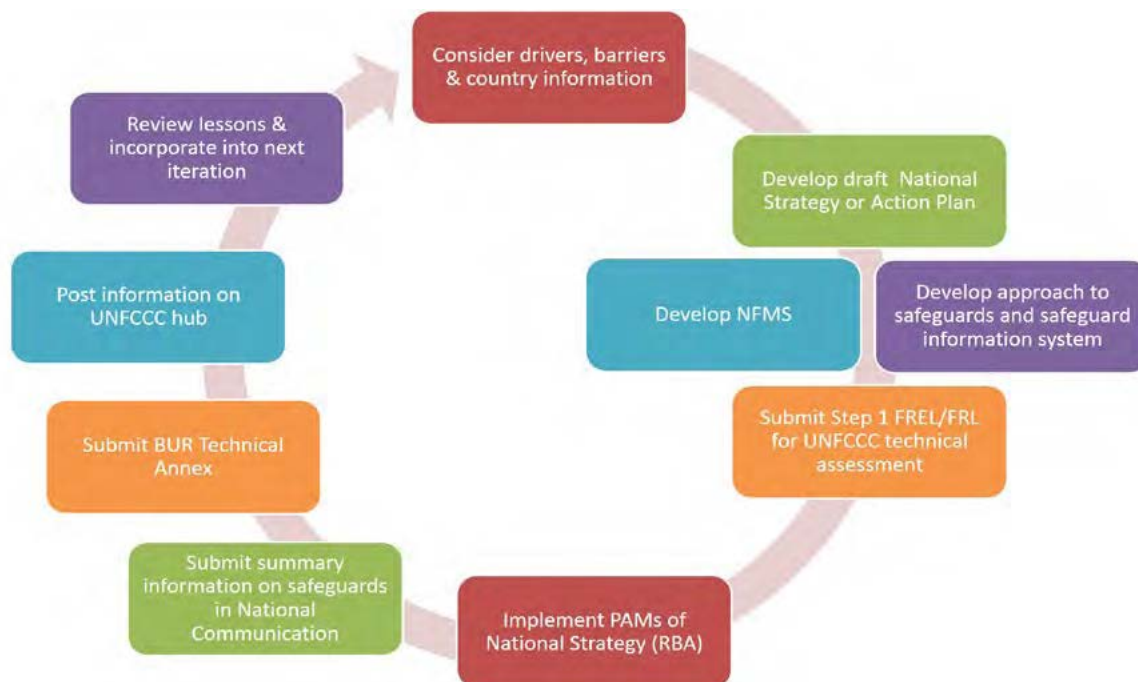 Consider drivers, barriers
& country information
Develop draft National
Strategy or Action Plan
Develop NFMS
Develop approach to
safeguards and safeguard
information system
Submit Step 1 FREL/FRL
for UNFCCC technical
assessment
Implement PAMs of
National Strategy (RBA)
Submit summary
information on safeguards
in National
Communication
Submit BUR Technical
Annex
Post information on
UNFCCC hub
Review lessons &
incorporate into next
iteration